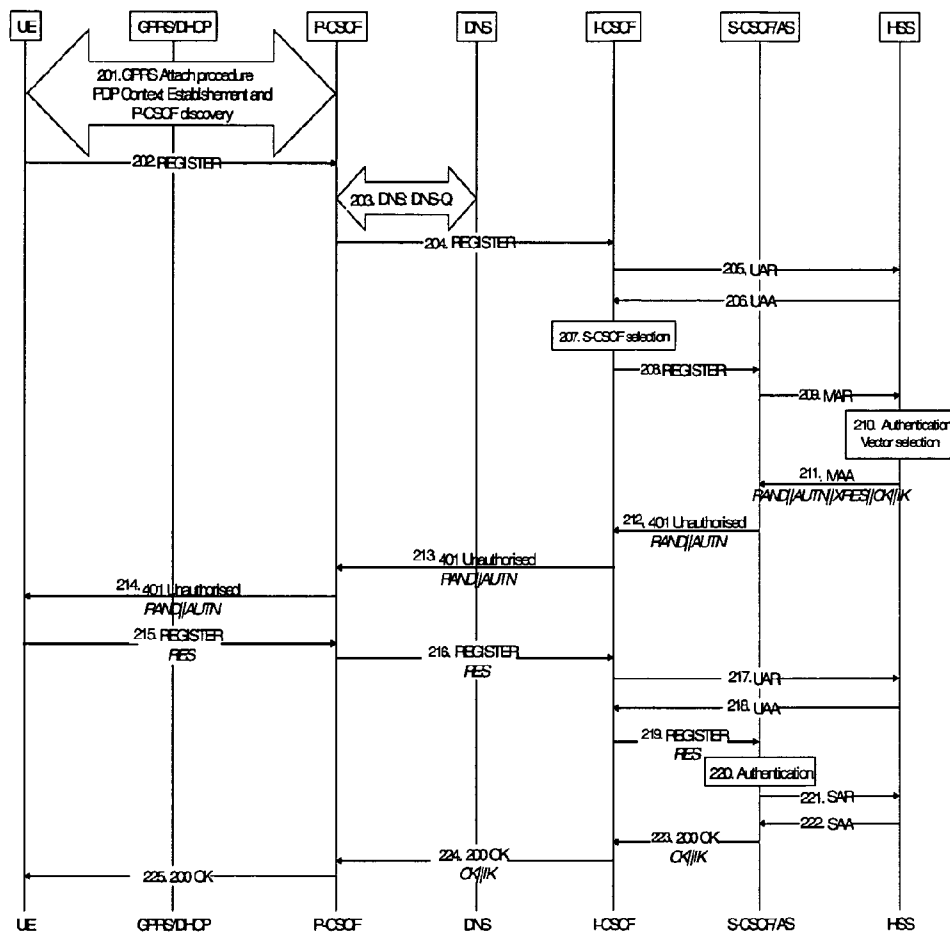 UE GPRS/DHCP P-CSCF DNS I-CSCF S-CSCF/AS HSS
201. GPRS Attach procedure
PDP Context Establishement and
P-CSCF discovery
202. REGISTER
203. DNS: DNS-Q
204. REGISTER
205. UAR
206. UAA
207. S-CSCF selection
208. REGISTER
209. MAR
210. Authentication
Vector selection
211. MAA
RAND||AUTN||XRES||CK||IK
212. 401 Unauthorised
RAND||AUTN
213. 401 Unauthorised
RAND||AUTN
214. 401 Unauthorised
RAND||AUTN
215. REGISTER
RES
216. REGISTER
RES
217. UAR
218. UAA
219. REGISTER
RES
220. Authentication
221. SAR
222. SAA
223. 200 OK
CK||IK
224. 200 OK
CK||IK
225. 200 OK
UE GPRS/DHCP P-CSCF DNS I-CSCF S-CSCF/AS HSS